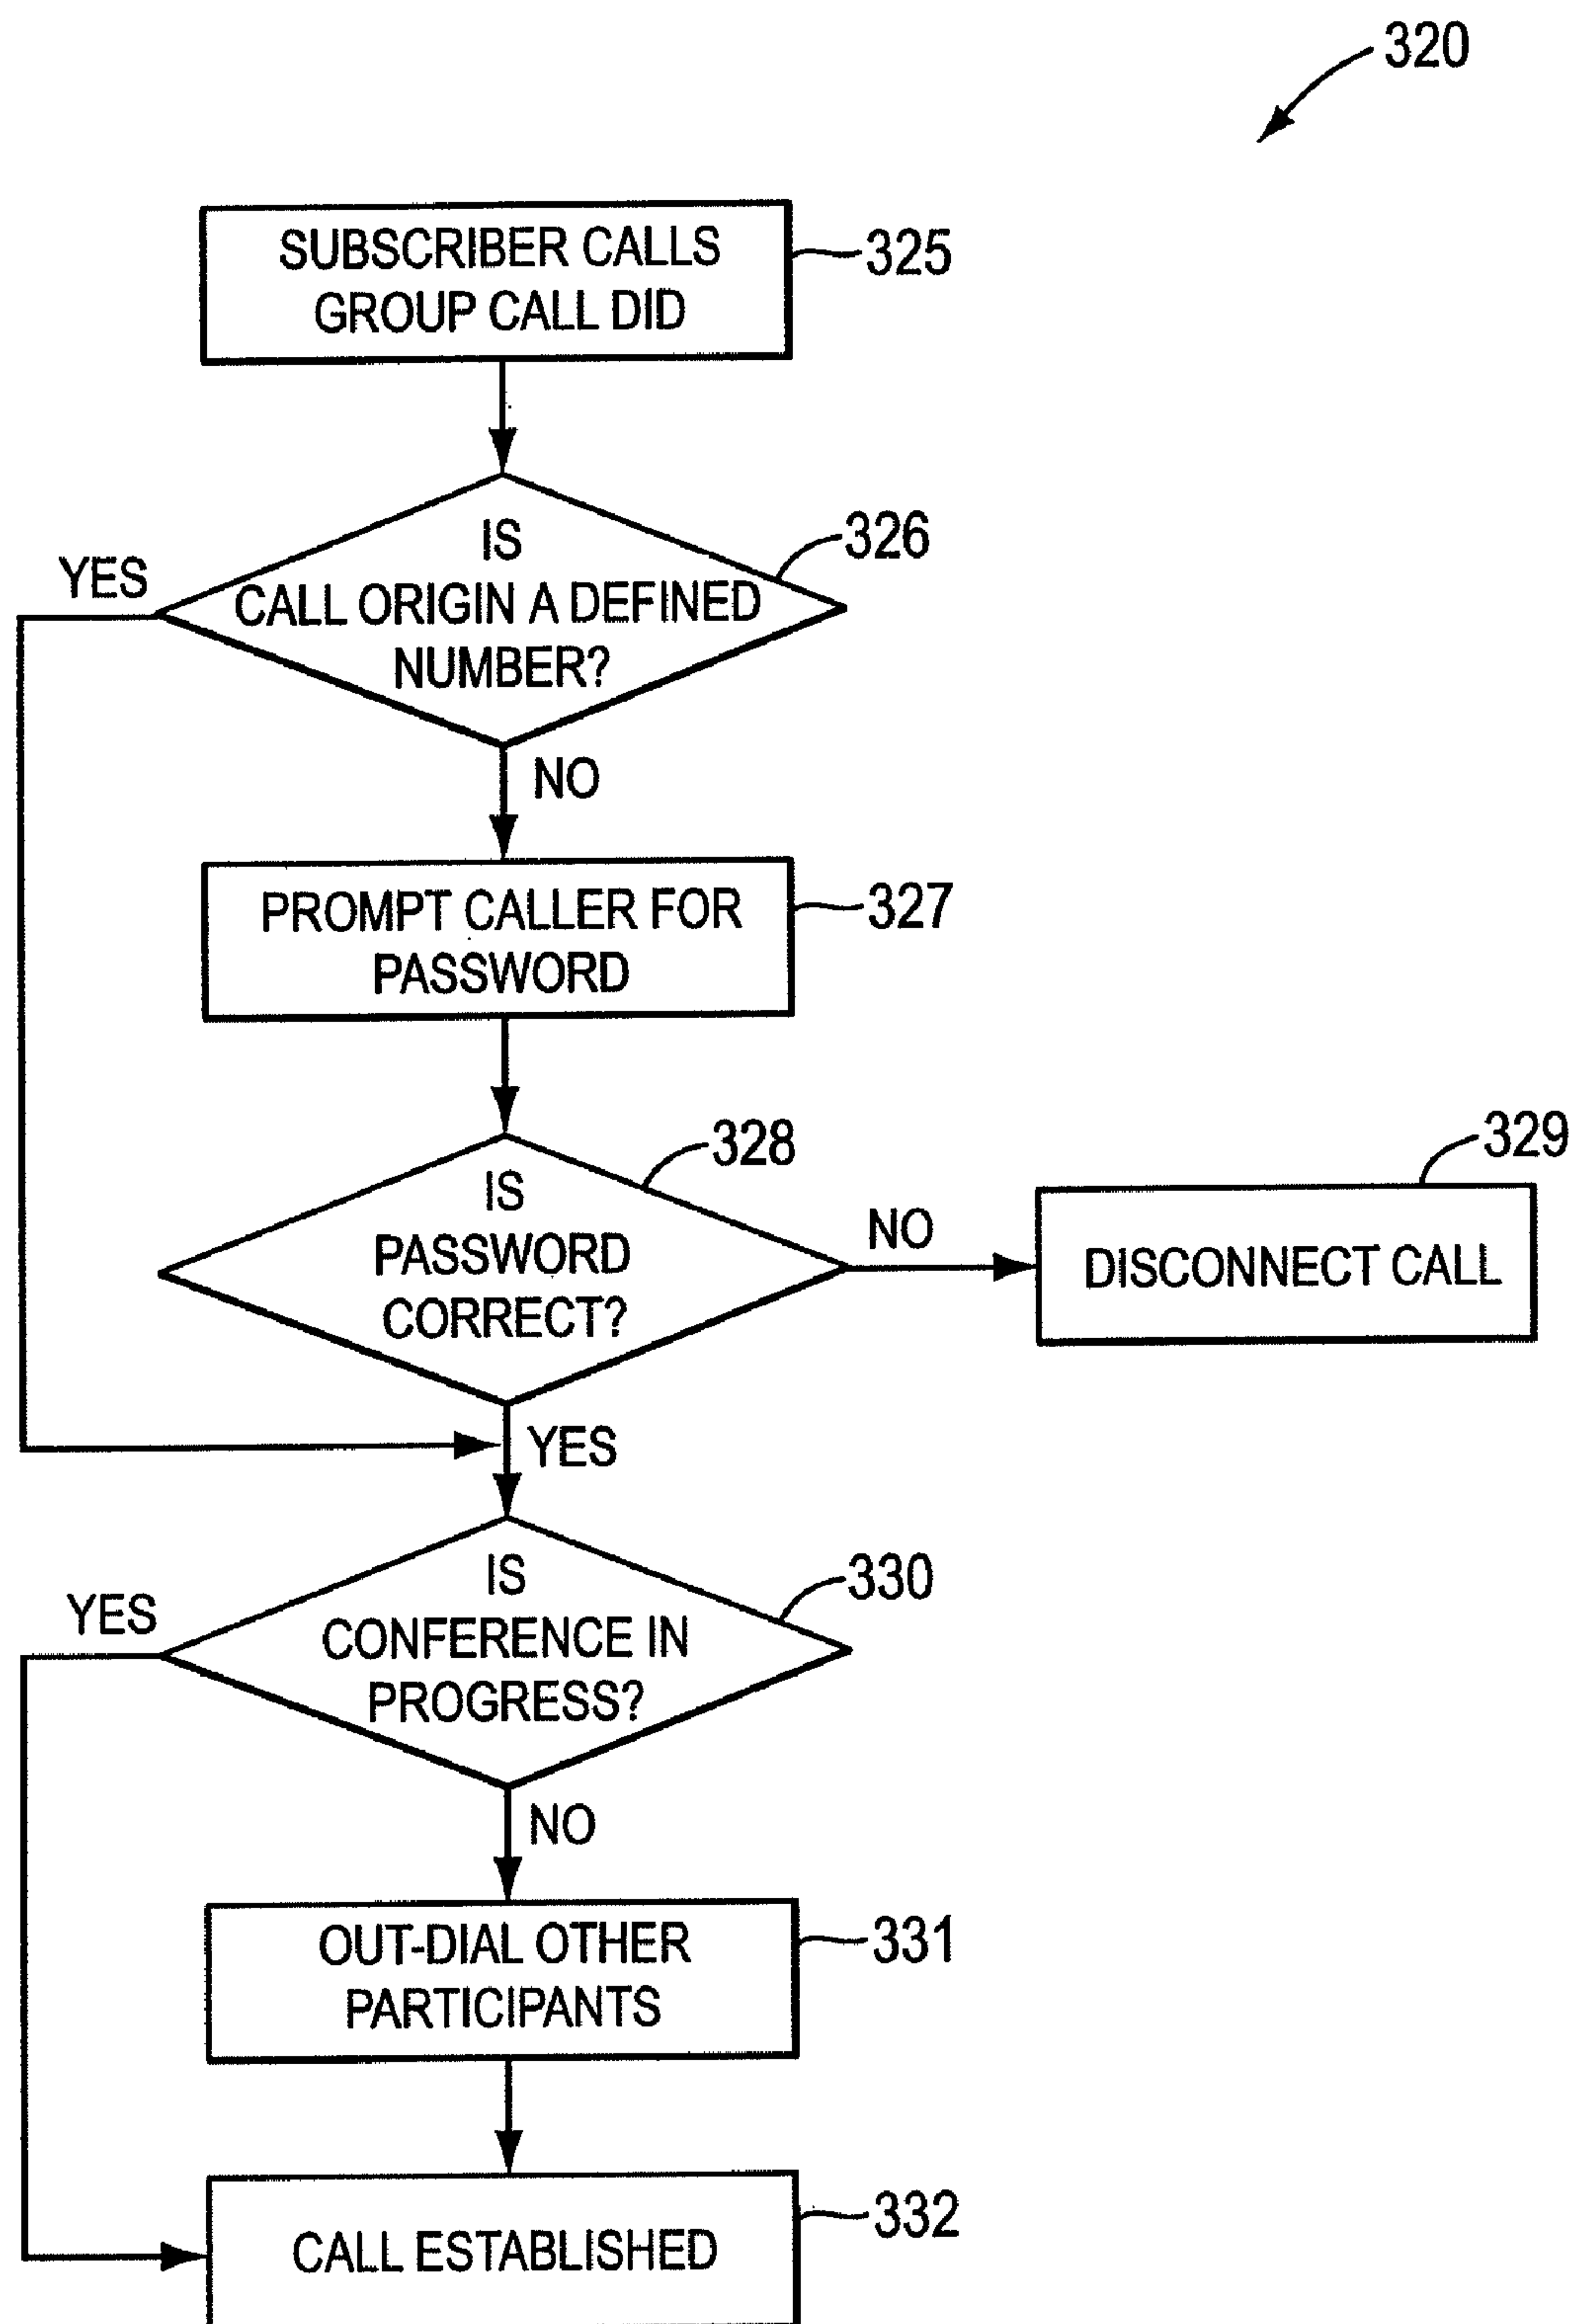 320
SUBSCRIBER CALLS
GROUP CALL DID
325
IS
CALL ORIGIN A DEFINED
NUMBER?
326
YES
NO
PROMPT CALLER FOR
PASSWORD
327
IS
PASSWORD
CORRECT?
328
NO
DISCONNECT CALL
329
YES
IS
CONFERENCE IN
PROGRESS?
330
YES
NO
OUT-DIAL OTHER
PARTICIPANTS
331
CALL ESTABLISHED
332